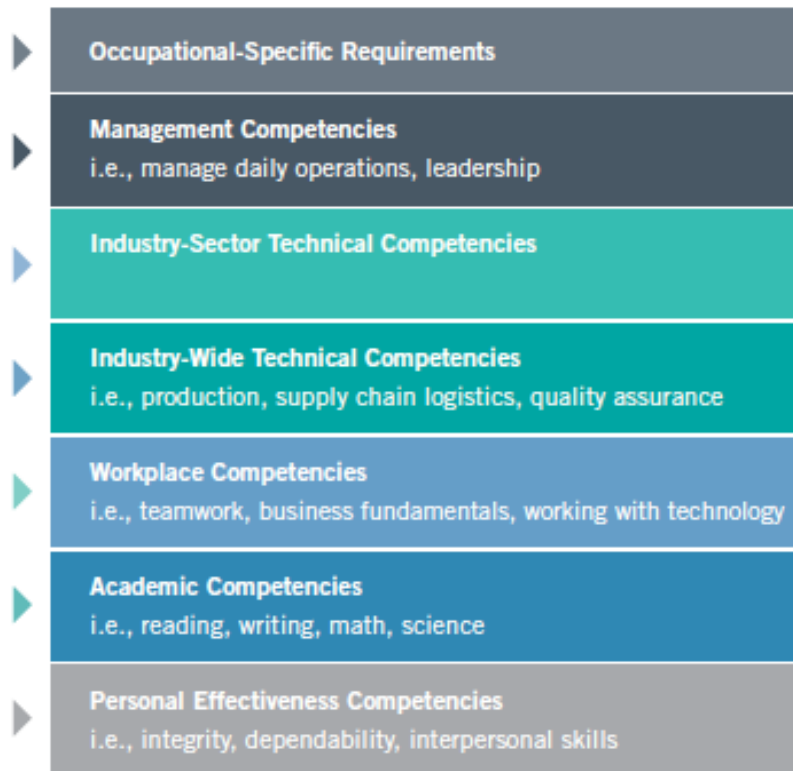 Occupational-Specific Requirements
Management Competencies
i.e., manage daily operations, leadership
Industry-Sector Technical Competencies
Industry-Wide Technical Competencies
i.e., production, supply chain logistics, quality assurance
Workplace Competencies
i.e., teamwork, business fundamentals, working with technology
Academic Competencies
i.e., reading, writing, math, science
Personal Effectiveness Competencies
i.e., integrity, dependability, interpersonal skills